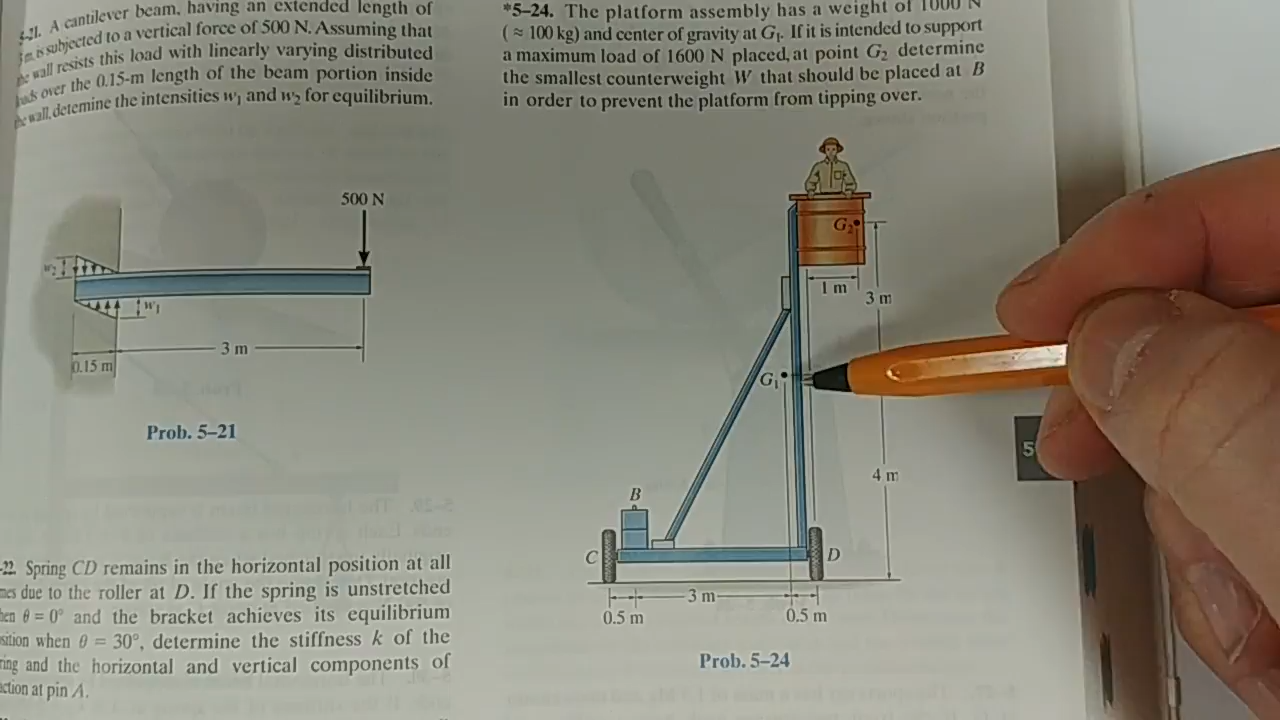 5-21. A cantilever beam, having an extended length of
is subjected to a vertical force of 500 N. Assuming that
wall resists this load with linearly varying distributed
over the 0.15-m length of the beam portion inside
the wall, detemine the intensities w1 and w2 for equilibrium.
500 N
w2
w1
3 m
0.15 m
Prob. 5–21
-22. Spring CD remains in the horizontal position at all
due to the roller at D. If the spring is unstretched
θ = 0° and the bracket achieves its equilibrium
when θ = 30°, determine the stiffness k of the
and the horizontal and vertical components of
at pin A.
*5–24. The platform assembly has a weight of 1000 N
(≈ 100 kg) and center of gravity at G1. If it is intended to support
a maximum load of 1600 N placed, at point G2 determine
the smallest counterweight W that should be placed at B
in order to prevent the platform from tipping over.
G2
1 m
3 m
G1
4 m
B
C
D
3 m
0.5 m
0.5 m
Prob. 5–24
5